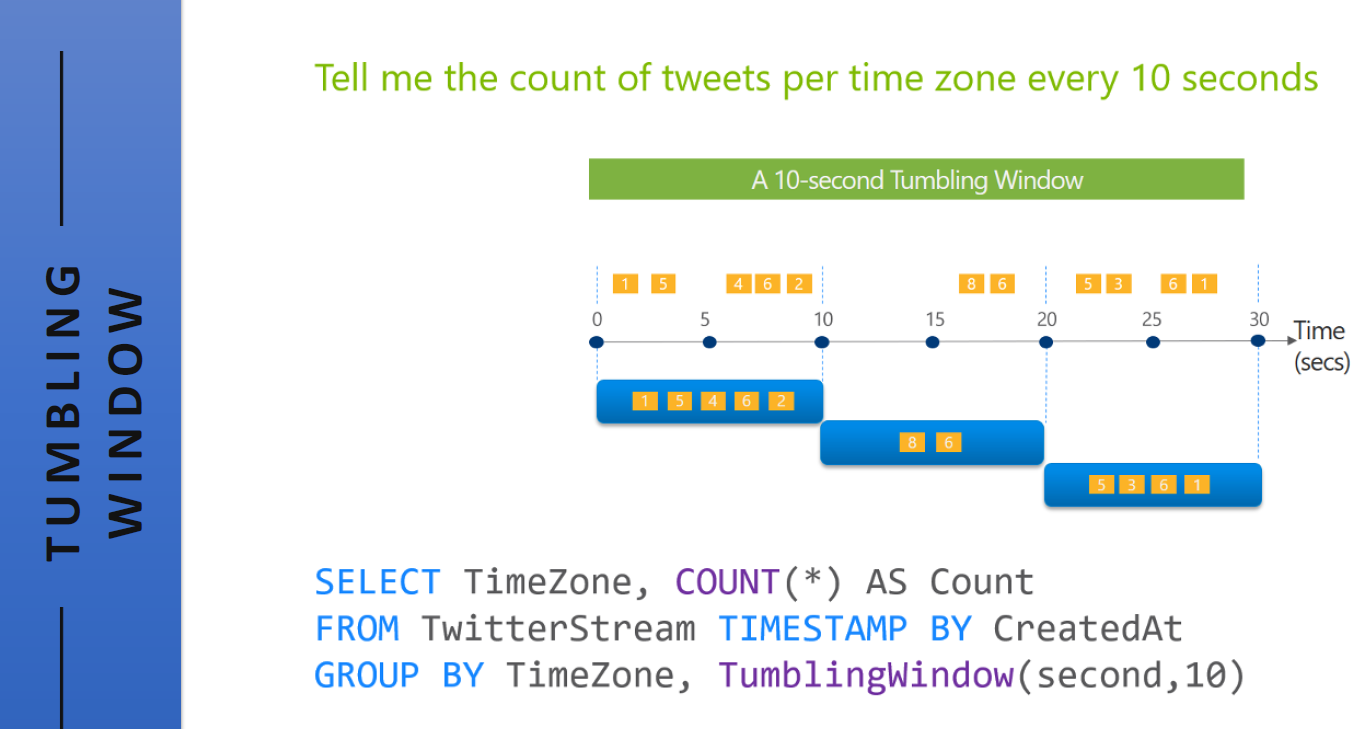 TUMBLING
WINDOW
Tell me the count of tweets per time zone every 10 seconds
A 10-second Tumbling Window
1 5 4 6 2 8 6 5 3 6 1
0 5 10 15 20 25 30
Time
(secs)
1 5 4 6 2
8 6
5 3 6 1
SELECT TimeZone, COUNT(*) AS Count
FROM TwitterStream TIMESTAMP BY CreatedAt
GROUP BY TimeZone, TumblingWindow(second,10)